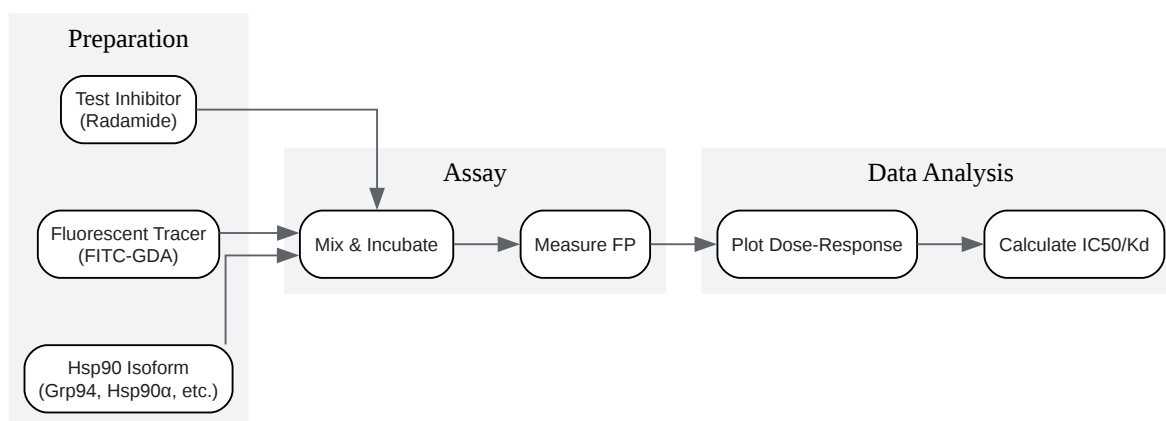 Preparation
Test Inhibitor
(Radamide)
Fluorescent Tracer
(FITC-GDA)
Hsp90 Isoform
(Grp94, Hsp90α, etc.)
Assay
Mix & Incubate
Measure FP
Data Analysis
Plot Dose-Response
Calculate IC50/Kd